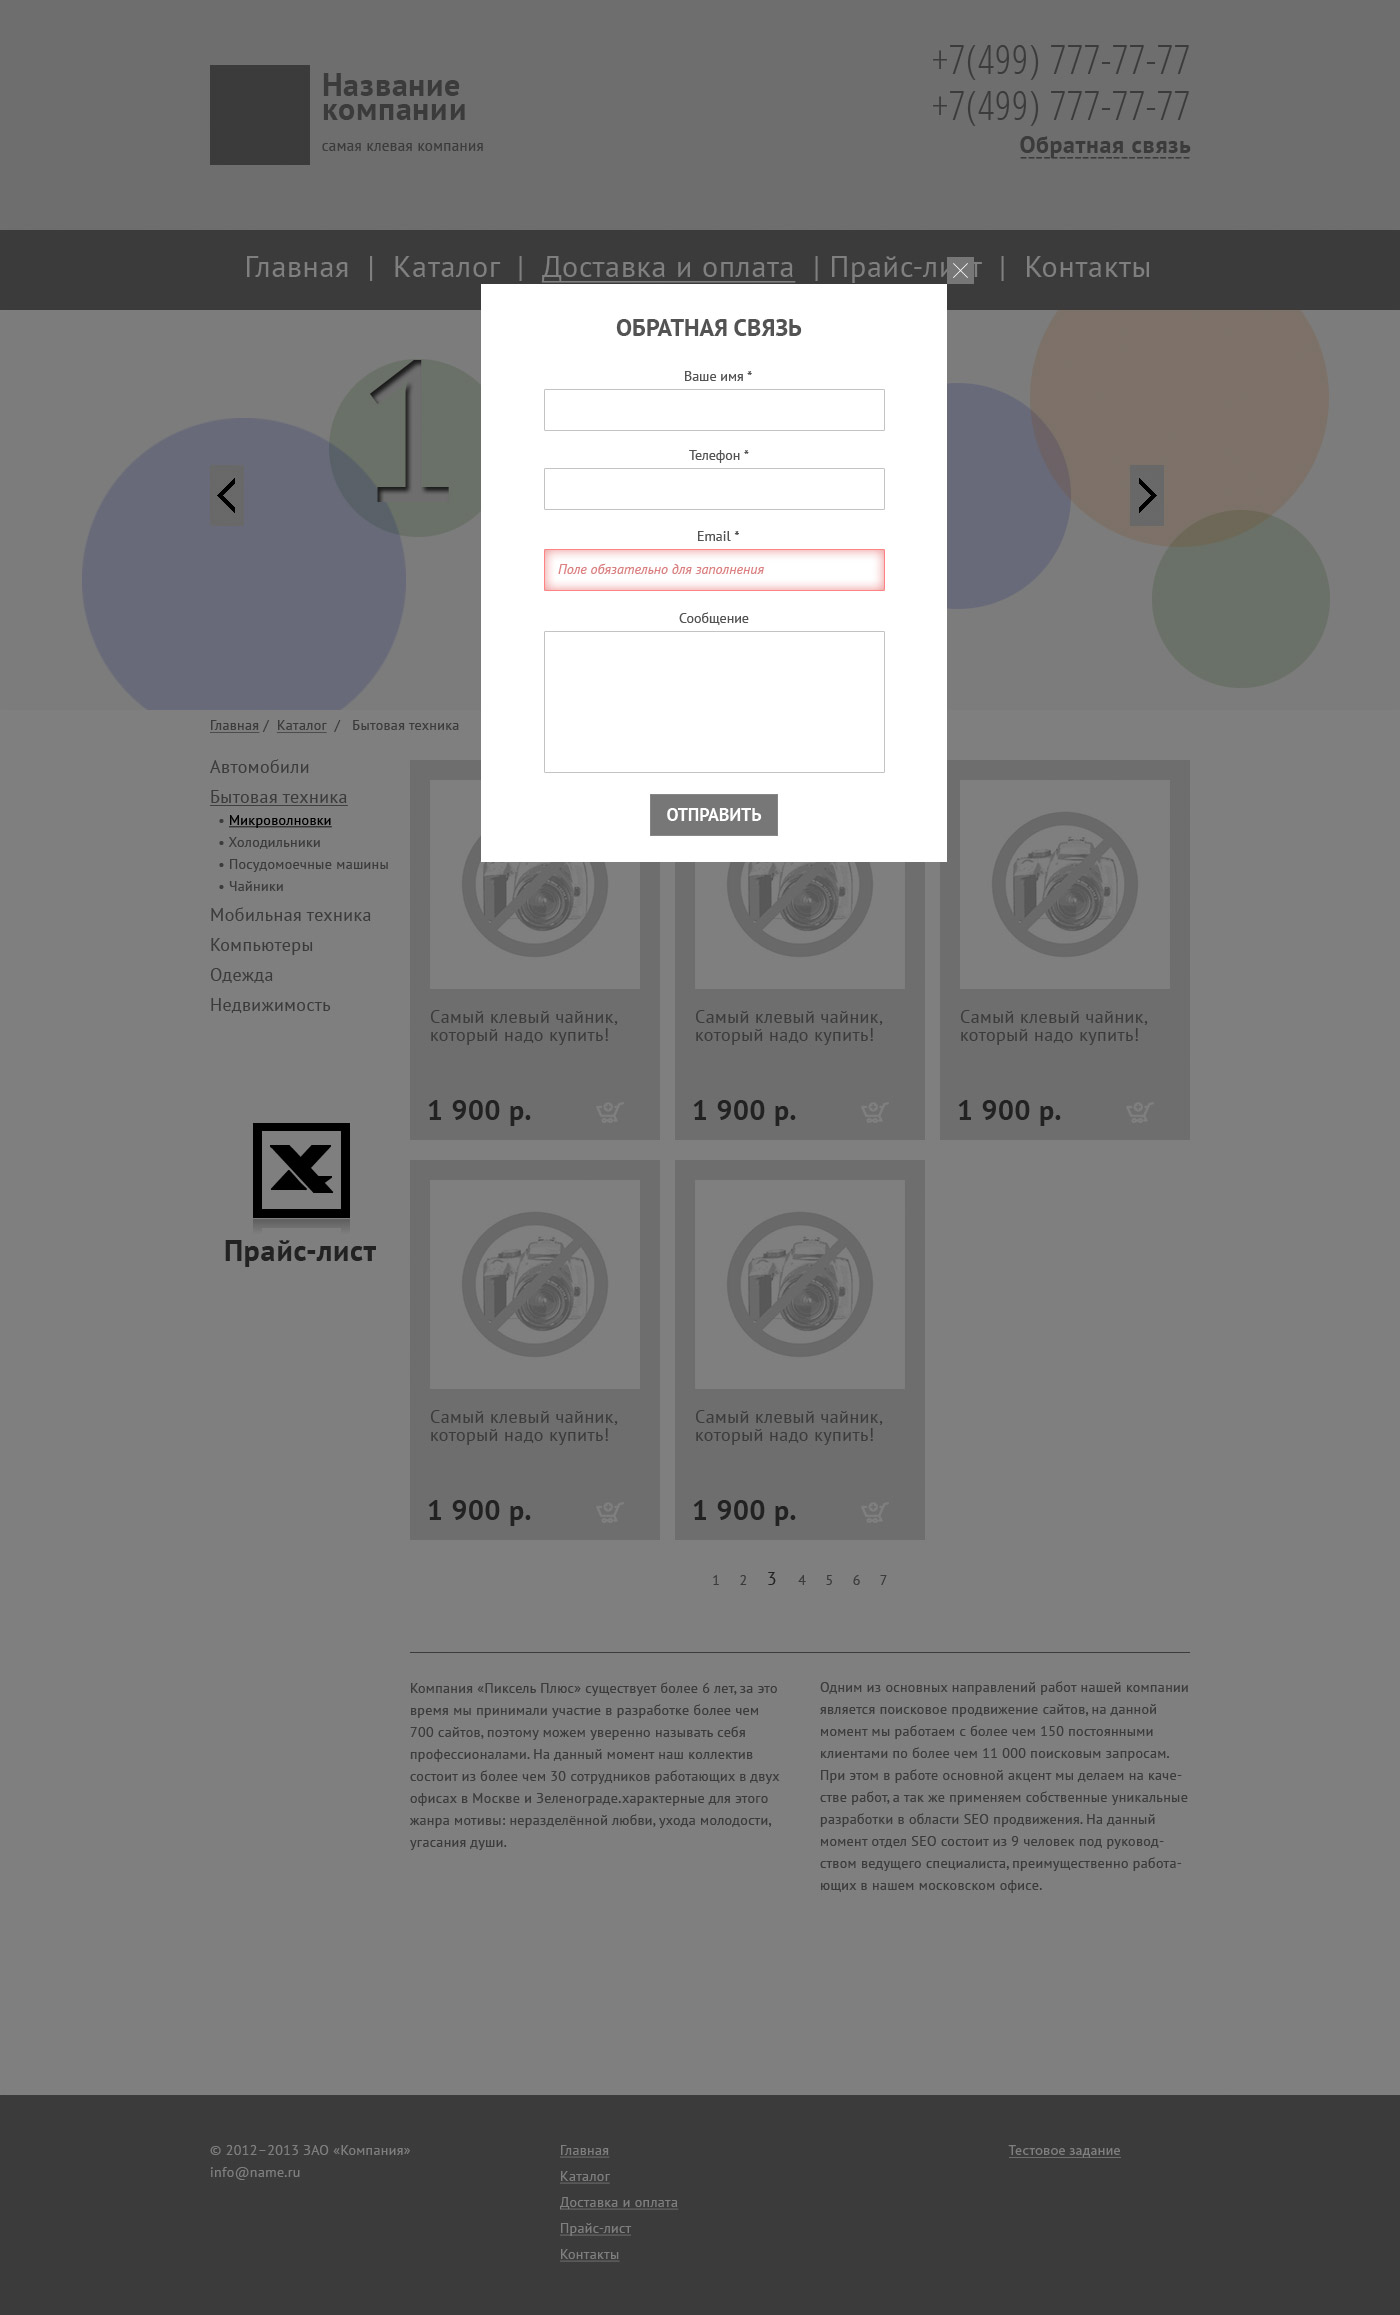 Название
компании
самая клевая компания
+7(499) 777-77-77
+7(499) 777-77-77
Обратная связь
Главная | Каталог | Доставка и оплата | Прайс-лист | Контакты
1
ОБРАТНАЯ СВЯЗЬ
Ваше имя *
Телефон *
Email *
Поле обязательно для заполнения
Сообщение
ОТПРАВИТЬ
Главная / Каталог / Бытовая техника
Автомобили
Бытовая техника
• Микроволновки
• Холодильники
• Посудомоечные машины
• Чайники
Мобильная техника
Компьютеры
Одежда
Недвижимость
Прайс-лист
Самый клевый чайник,
который надо купить!
1 900 р.
Самый клевый чайник,
который надо купить!
1 900 р.
Самый клевый чайник,
который надо купить!
1 900 р.
Самый клевый чайник,
который надо купить!
1 900 р.
Самый клевый чайник,
который надо купить!
1 900 р.
1 2 3 4 5 6 7
Компания «Пиксель Плюс» существует более 6 лет, за это
время мы принимали участие в разработке более чем
700 сайтов, поэтому можем уверенно называть себя
профессионалами. На данный момент наш коллектив
состоит из более чем 30 сотрудников работающих в двух
офисах в Москве и Зеленограде.характерные для этого
жанра мотивы: неразделённой любви, ухода молодости,
угасания души.
Одним из основных направлений работ нашей компании
является поисковое продвижение сайтов, на данной
момент мы работаем с более чем 150 постоянными
клиентами по более чем 11 000 поисковым запросам.
При этом в работе основной акцент мы делаем на каче-
стве работ, а так же применяем собственные уникальные
разработки в области SEO продвижения. На данный
момент отдел SEO состоит из 9 человек под руковод-
ством ведущего специалиста, преимущественно работа-
ющих в нашем московском офисе.
© 2012–2013 ЗАО «Компания»
info@name.ru
Главная
Каталог
Доставка и оплата
Прайс-лист
Контакты
Тестовое задание